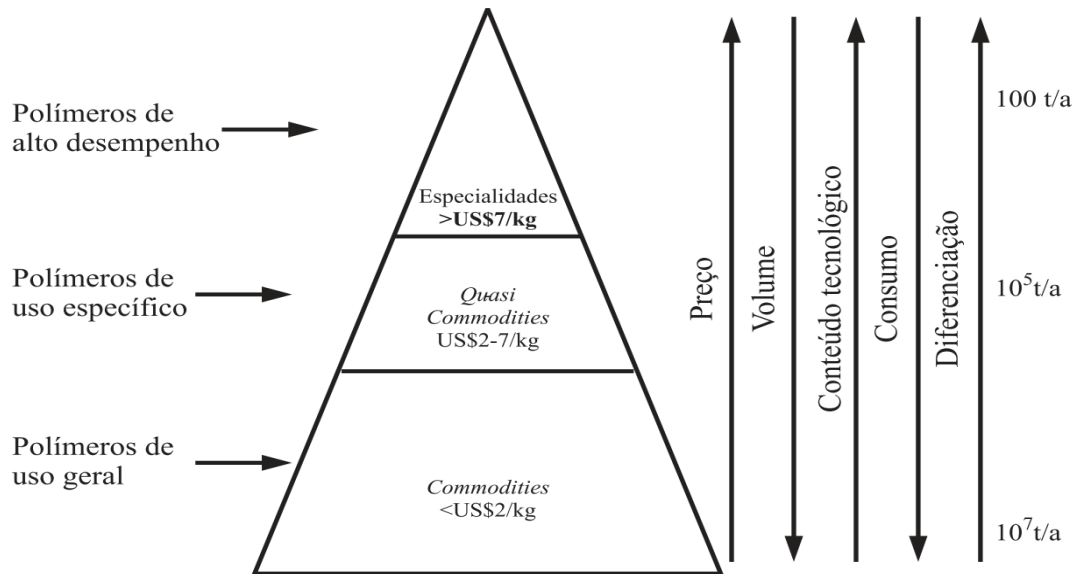 Polímeros de
alto desempenho
Especialidades
>US$7/kg
Polímeros de
uso específico
Quasi
Commodities
US$2-7/kg
Polímeros de
uso geral
Commodities
<US$2/kg
Preço
Volume
Conteúdo tecnológico
Consumo
Diferenciação
100 t/a
10⁵t/a
10⁷t/a